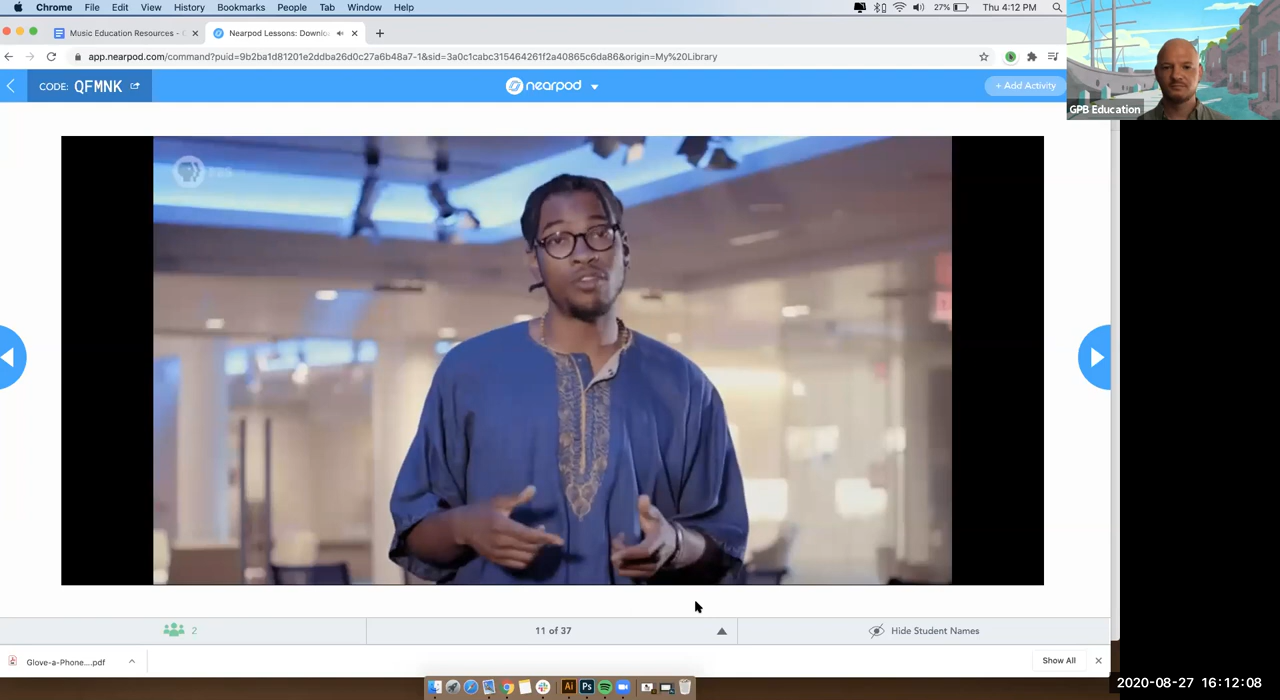 Chrome File Edit View History Bookmarks People Tab Window Help 27% Thu 4:12 PM
Music Education Resources - Nearpod Lessons: Downlo
app.nearpod.com/command?puid=9b2ba1d81201e2ddba26d0c27a6b48a7-1&sid=3a0c1cabc315464261f2a40865c6da86&origin=My%20Library
CODE: QFMNK nearpod + Add Activity
GPB Education
PBS
2 11 of 37 Hide Student Names
Glove-a-Phone....pdf Show All
Ai Ps
2020-08-27 16:12:08